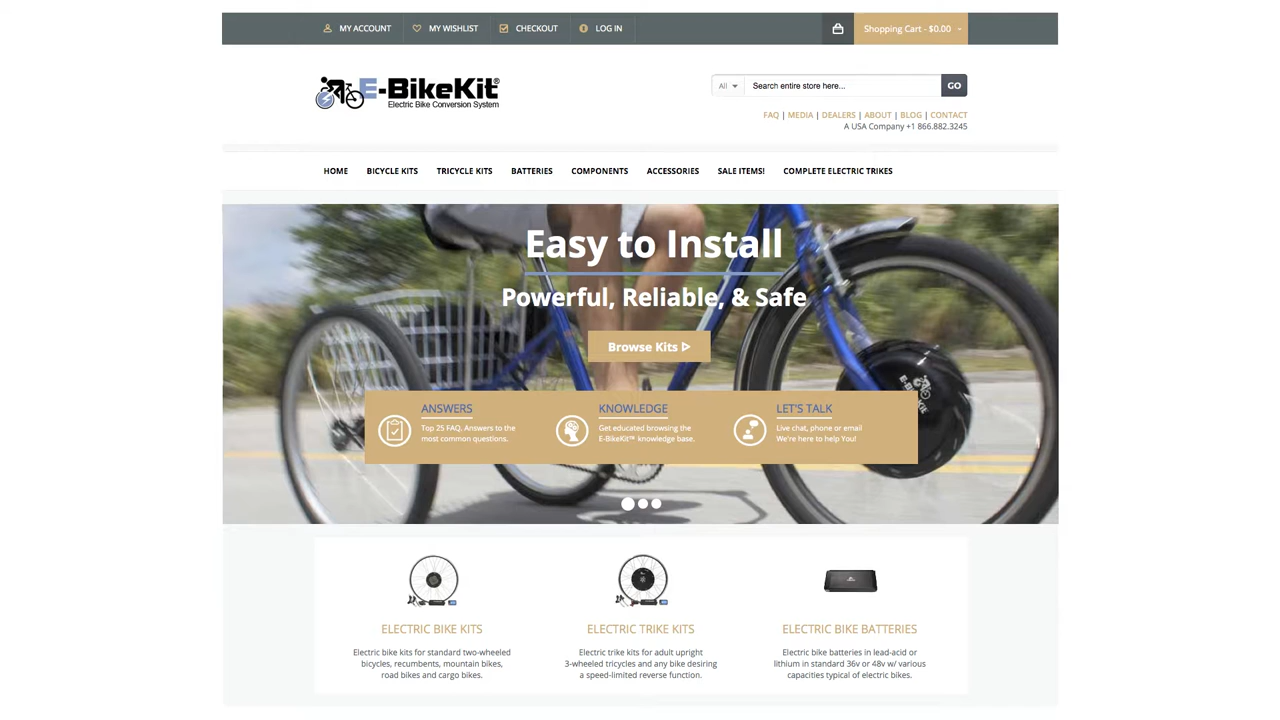 MY ACCOUNT MY WISHLIST CHECKOUT LOG IN Shopping Cart - $0.00
E-BikeKit®
Electric Bike Conversion System
All Search entire store here... GO
FAQ | MEDIA | DEALERS | ABOUT | BLOG | CONTACT
A USA Company +1 866.882.3245
HOME BICYCLE KITS TRICYCLE KITS BATTERIES COMPONENTS ACCESSORIES SALE ITEMS! COMPLETE ELECTRIC TRIKES
Easy to Install
Powerful, Reliable, & Safe
Browse Kits
E-BIKEKIT
ANSWERS
Top 25 FAQ. Answers to the
most common questions.
KNOWLEDGE
Get educated browsing the
E-BikeKit™ knowledge base.
LET'S TALK
Live chat, phone or email
We're here to help You!
ELECTRIC BIKE KITS
Electric bike kits for standard two-wheeled
bicycles, recumbents, mountain bikes,
road bikes and cargo bikes.
ELECTRIC TRIKE KITS
Electric trike kits for adult upright
3-wheeled tricycles and any bike desiring
a speed-limited reverse function.
ELECTRIC BIKE BATTERIES
Electric bike batteries in lead-acid or
lithium in standard 36v or 48v w/ various
capacities typical of electric bikes.